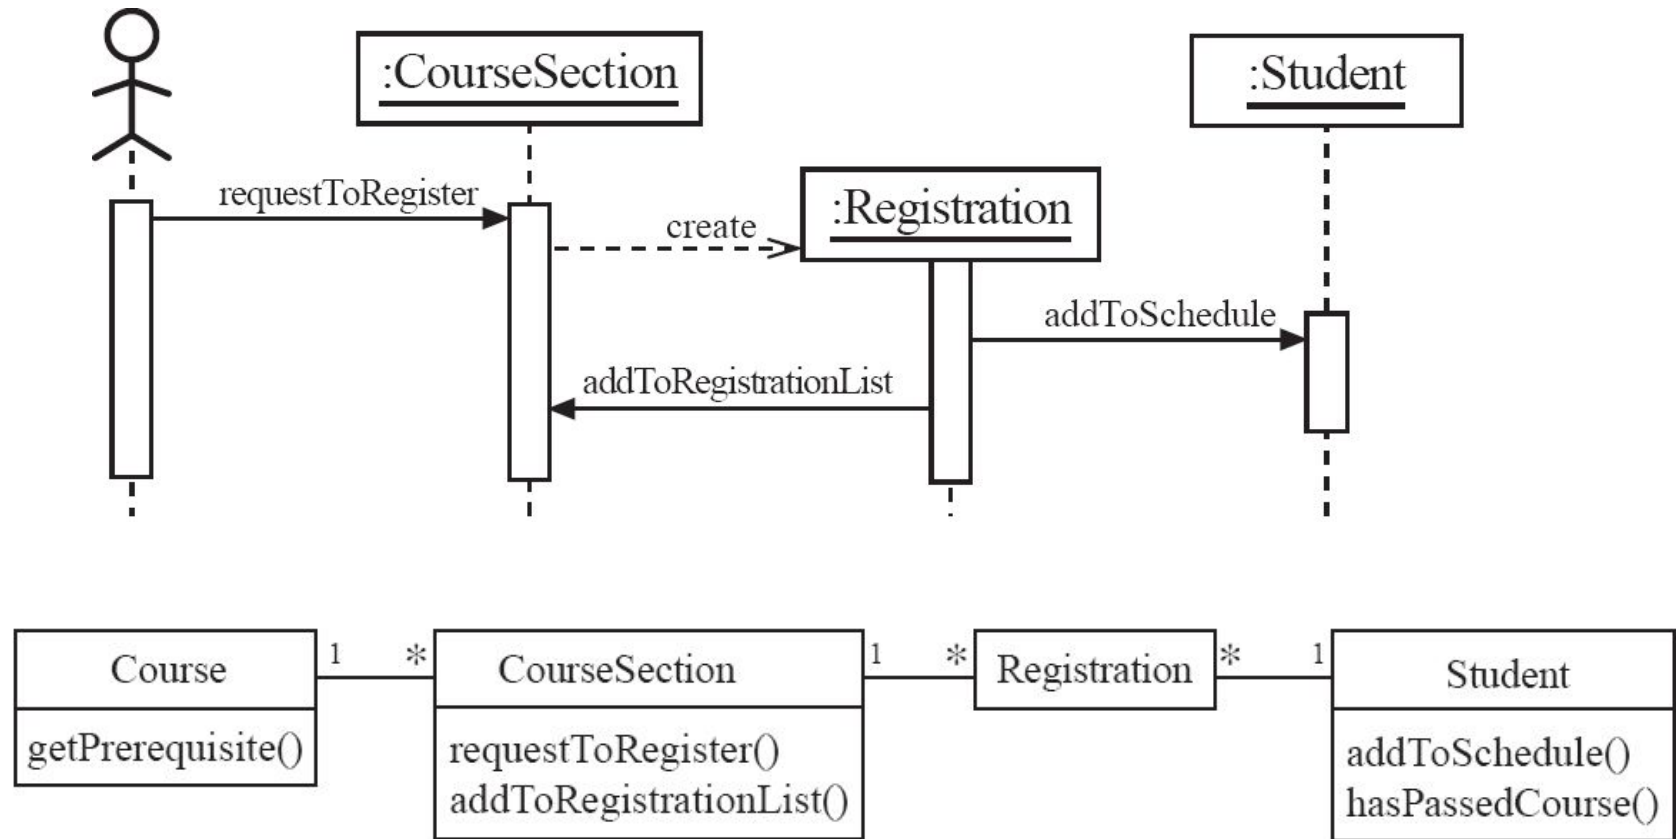 :CourseSection
:Student
requestToRegister
create
:Registration
addToSchedule
addToRegistrationList
Course
1
*
CourseSection
1
*
Registration
*
1
Student
getPrerequisite()
requestToRegister()
addToRegistrationList()
addToSchedule()
hasPassedCourse()